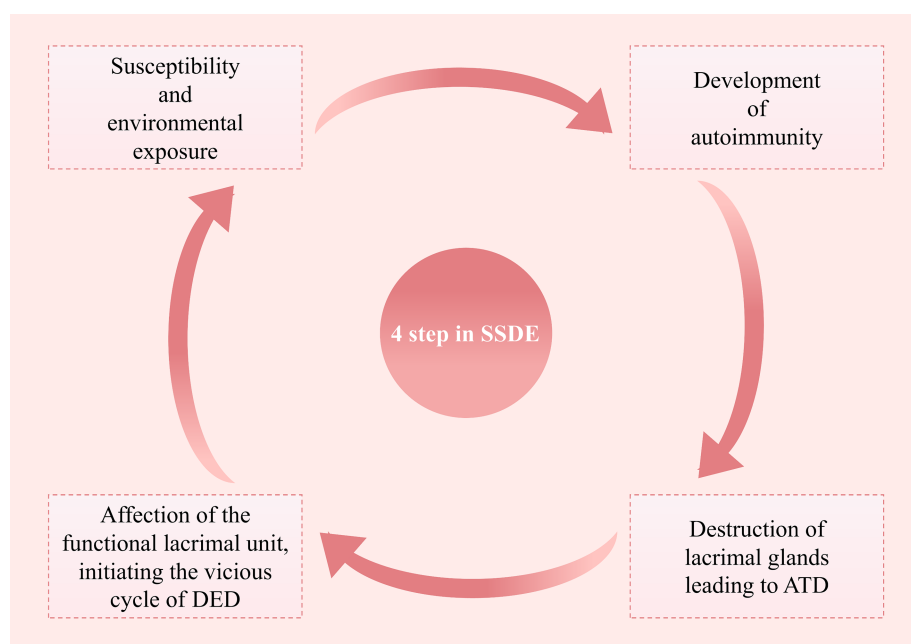 Susceptibility
and
environmental
exposure
Development
of
autoimmunity
4 step in SSDE
Affection of the
functional lacrimal unit,
initiating the vicious
cycle of DED
Destruction of
lacrimal glands
leading to ATD